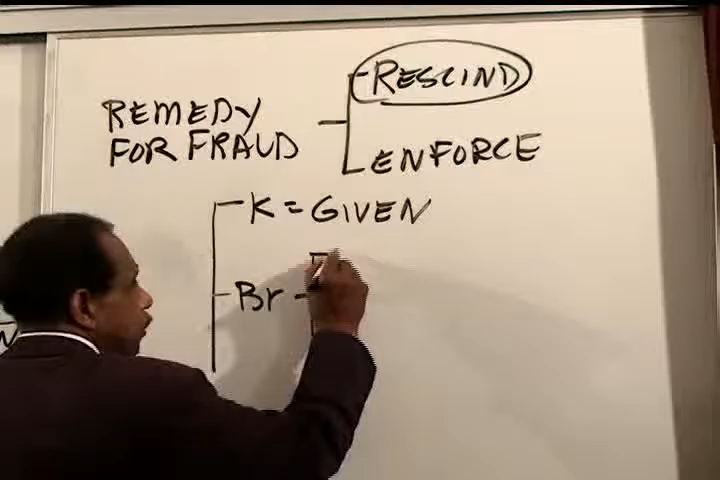 REMEDY
FOR FRAUD
RESCIND
ENFORCE
K = GIVEN
Br